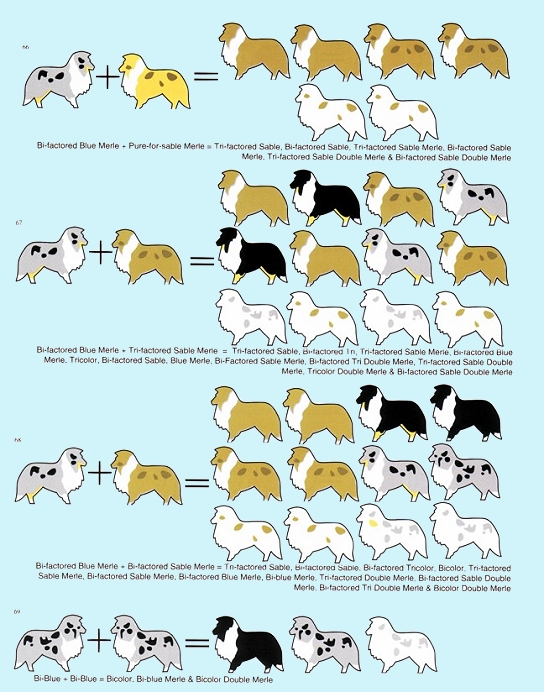 66
Bi-factored Blue Merle + Pure-for-sable Merle = Tri-factored Sable, Bi-factored Sable, Tri-factored Sable Merle, Bi-factored Sable
Merle, Tri-factored Sable Double Merle & Bi-factored Sable Double Merle
67
Bi-factored Blue Merle + Tri-factored Sable Merle = Tri-factored Sable, Bi-factored Tri, Tri-factored Sable Merle, Bi-factored Blue
Merle, Tricolor, Bi-factored Sable, Blue Merle, Bi-Factored Sable Merle, Bi-factored Tri Double Merle, Tri-factored Sable Double
Merle, Tricolor Double Merle & Bi-factored Sable Double Merle
68
Bi-factored Blue Merle + Bi-factored Sable Merle = Tri-factored Sable, Bi-factored Sable, Bi-factored Tricolor, Bicolor, Tri-factored
Sable Merle, Bi-factored Sable Merle, Bi-factored Blue Merle, Bi-blue Merle, Tri-factored Double Merle, Bi-factored Sable Double
Merle, Bi-factored Tri Double Merle & Bicolor Double Merle
69
Bi-Blue + Bi-Blue = Bicolor, Bi-blue Merle & Bicolor Double Merle